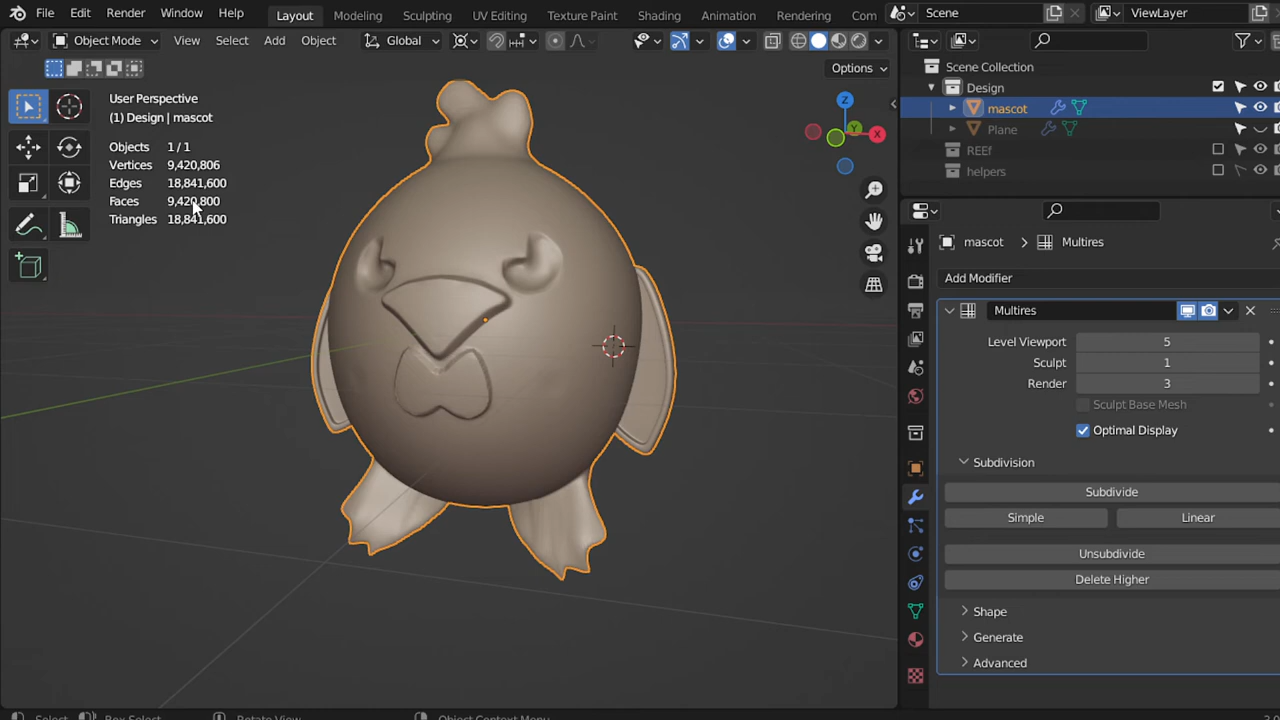 File Edit Render Window Help Layout Modeling Sculpting UV Editing Texture Paint Shading Animation Rendering Com Scene ViewLayer
Object Mode View Select Add Object Global
Options
User Perspective
(1) Design | mascot
Objects 1 / 1
Vertices 9,420,806
Edges 18,841,600
Faces 9,420,800
Triangles 18,841,600
Z
Y
X
Scene Collection
Design
mascot
Plane
REEf
helpers
mascot > Multires
Add Modifier
Multires
Level Viewport 5
Sculpt 1
Render 3
Sculpt Base Mesh
Optimal Display
Subdivision
Subdivide
Simple Linear
Unsubdivide
Delete Higher
Shape
Generate
Advanced